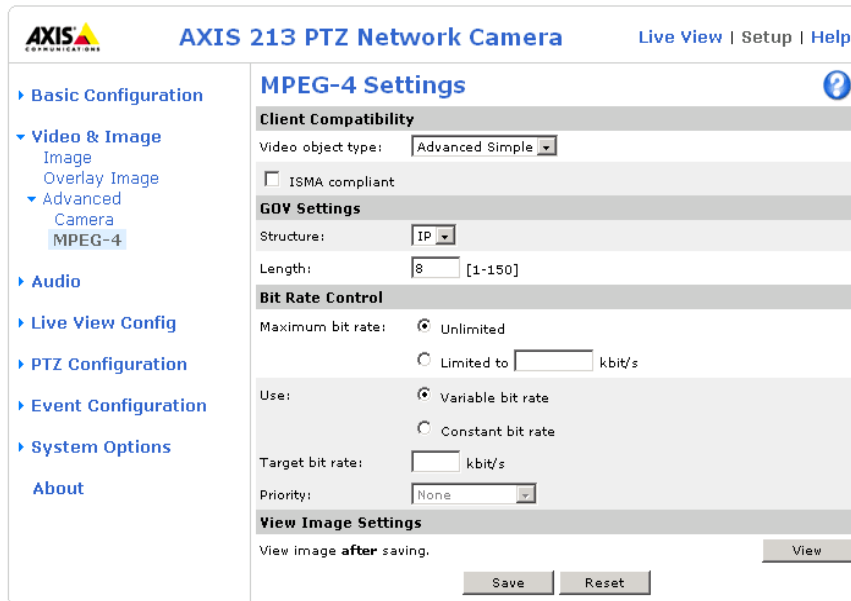 AXIS
COMMUNICATIONS
AXIS 213 PTZ Network Camera
Live View | Setup | Help
Basic Configuration
Video & Image
Image
Overlay Image
Advanced
Camera
MPEG-4
Audio
Live View Config
PTZ Configuration
Event Configuration
System Options
About
MPEG-4 Settings
?
Client Compatibility
Video object type: Advanced Simple
ISMA compliant
GOV Settings
Structure: IP
Length: 8 [1-150]
Bit Rate Control
Maximum bit rate: Unlimited
Limited to kbit/s
Use: Variable bit rate
Constant bit rate
Target bit rate: kbit/s
Priority: None
View Image Settings
View image after saving. View
Save Reset